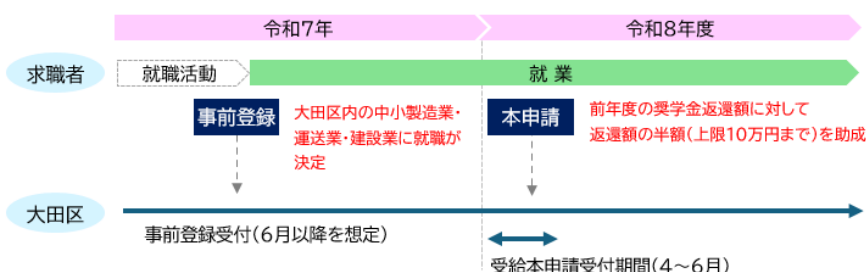 令和7年
令和8年度
求職者
就職活動
就 業
事前登録
大田区内の中小製造業・
運送業・建設業に就職が
決定
本申請
前年度の奨学金返還額に対して
返還額の半額(上限10万円まで)を助成
大田区
事前登録受付(6月以降を想定)
受給本申請受付期間(4～6月)